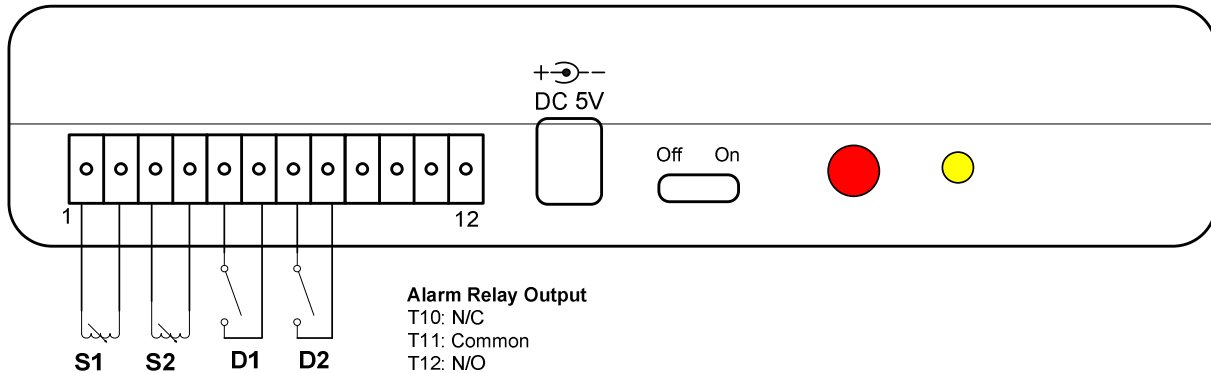 DC 5V
Off On
1
12
Alarm Relay Output
T10: N/C
T11: Common
T12: N/O
S1 S2 D1 D2